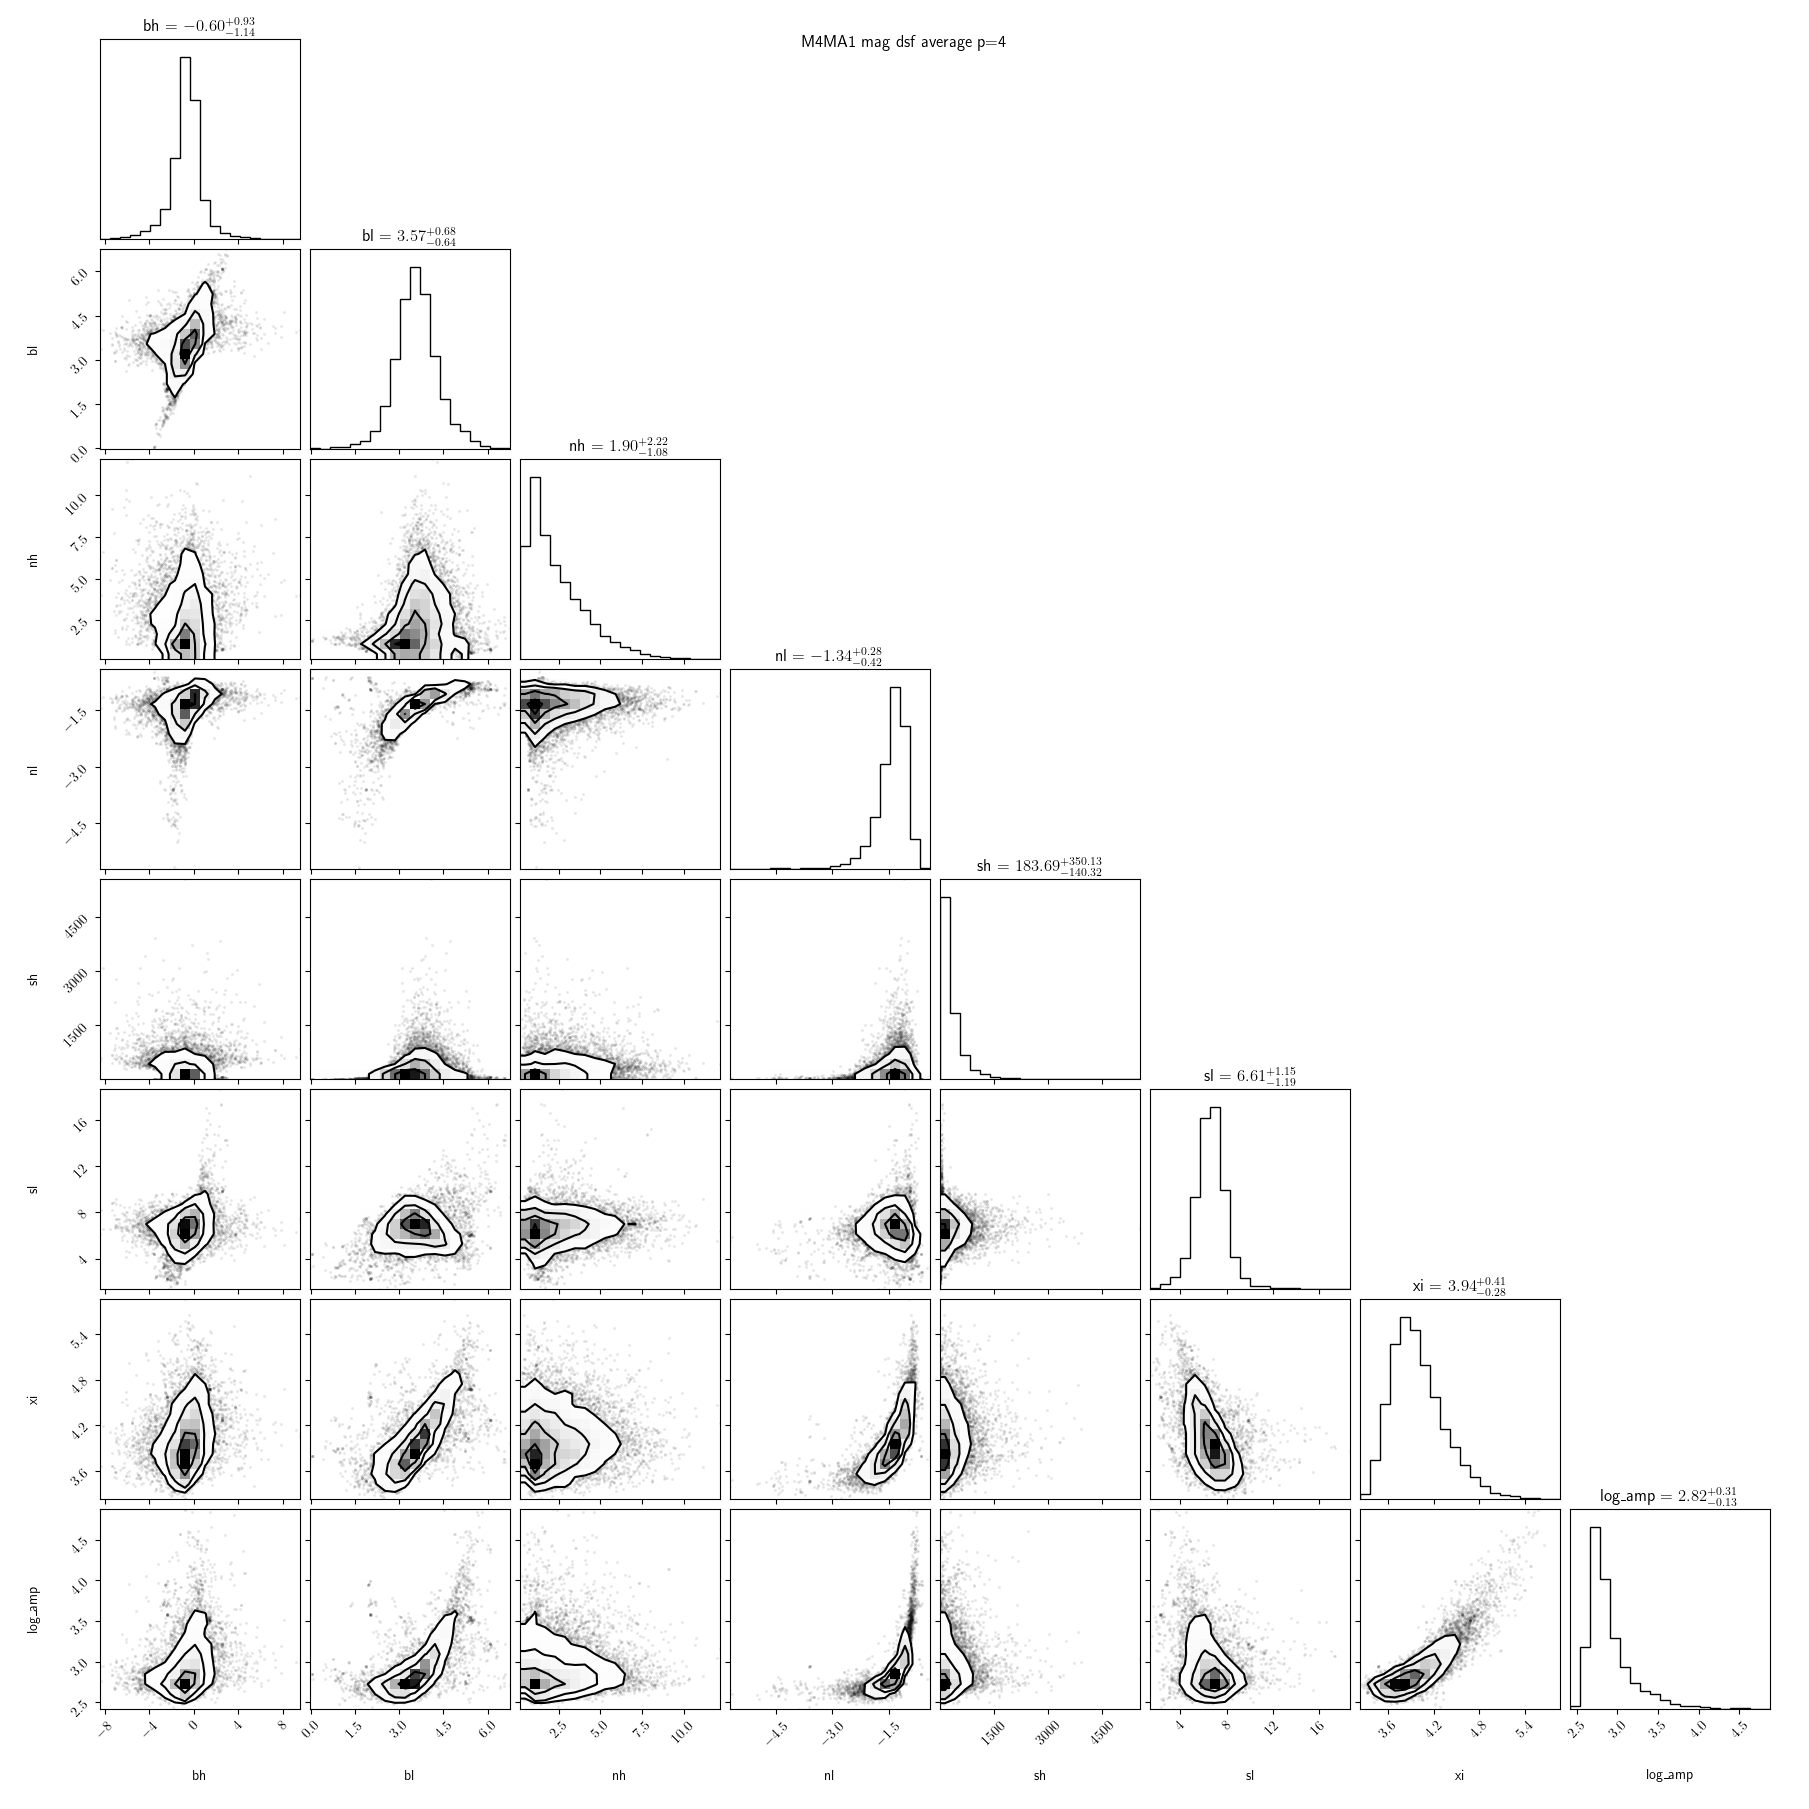 M4MA1 mag dsf average p=4
bh = −0.60+0.93−1.14
bl = 3.57+0.68−0.64
nh = 1.90+2.22−1.08
nl = −1.34+0.28−0.42
sh = 183.69+350.13−140.32
sl = 6.61+1.15−1.19
xi = 3.94+0.41−0.28
log_amp = 2.82+0.31−0.13
bl
6.0
4.5
3.0
1.5
0.0
nh
10.0
7.5
5.0
2.5
nl
−1.5
−3.0
−4.5
sh
4500
3000
1500
sl
16
12
8
4
xi
5.4
4.8
4.2
3.6
log_amp
4.5
4.0
3.5
3.0
2.5
−8 −4 0 4 8
0.0 1.5 3.0 4.5 6.0
2.5 5.0 7.5 10.0
−4.5 −3.0 −1.5
1500 3000 4500
4 8 12 16
3.6 4.2 4.8 5.4
2.5 3.0 3.5 4.0 4.5
bh bl nh nl sh sl xi log_amp